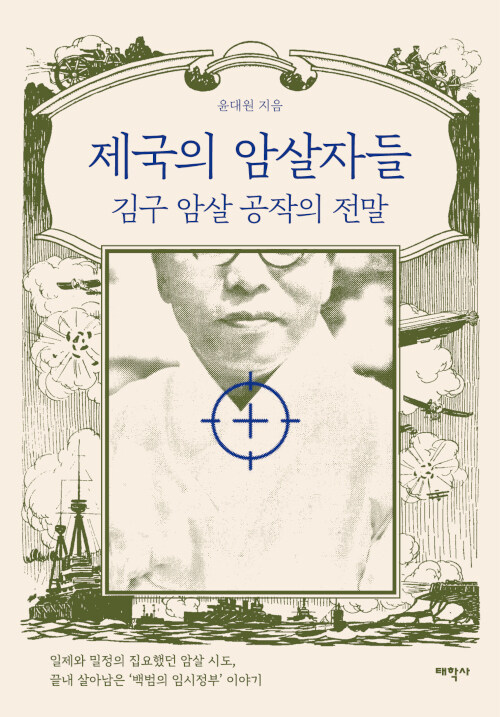 윤대원 지음
제국의 암살자들
김구 암살 공작의 전말
일제와 밀정의 집요했던 암살 시도,
끝내 살아남은 ‘백범의 임시정부’ 이야기
태학사